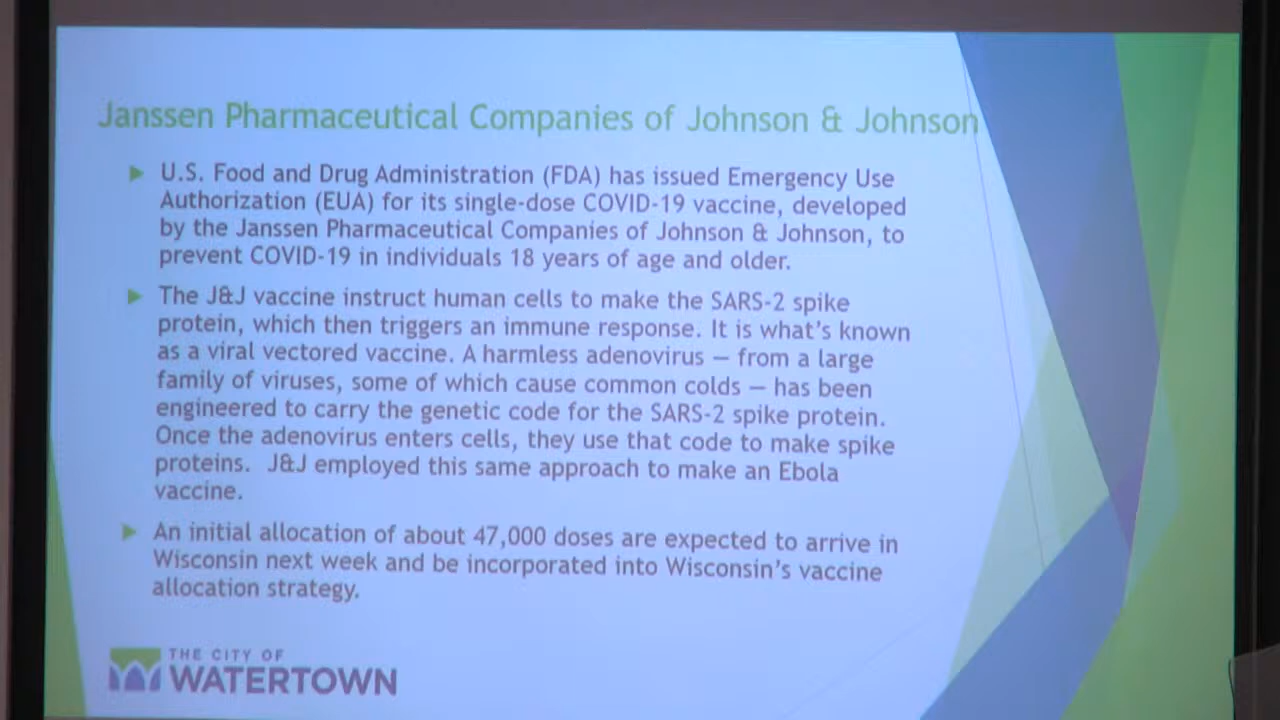 Janssen Pharmaceutical Companies of Johnson & Johnson
U.S. Food and Drug Administration (FDA) has issued Emergency Use
Authorization (EUA) for its single-dose COVID-19 vaccine, developed
by the Janssen Pharmaceutical Companies of Johnson & Johnson, to
prevent COVID-19 in individuals 18 years of age and older.
The J&J vaccine instruct human cells to make the SARS-2 spike
protein, which then triggers an immune response. It is what's known
as a viral vectored vaccine. A harmless adenovirus — from a large
family of viruses, some of which cause common colds — has been
engineered to carry the genetic code for the SARS-2 spike protein.
Once the adenovirus enters cells, they use that code to make spike
proteins.  J&J employed this same approach to make an Ebola
vaccine.
An initial allocation of about 47,000 doses are expected to arrive in
Wisconsin next week and be incorporated into Wisconsin's vaccine
allocation strategy.
THE CITY OF
WATERTOWN